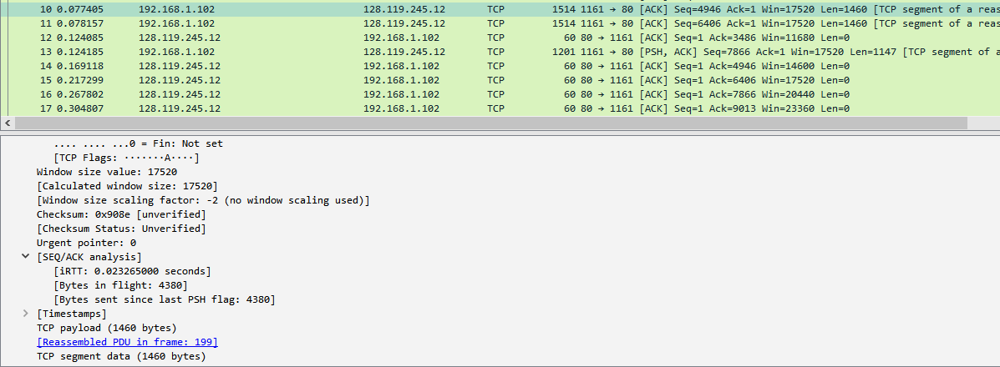 10 0.077405 192.168.1.102 128.119.245.12 TCP 1514 1161 → 80 [ACK] Seq=4946 Ack=1 Win=17520 Len=1460 [TCP segment of a reas
11 0.078157 192.168.1.102 128.119.245.12 TCP 1514 1161 → 80 [ACK] Seq=6406 Ack=1 Win=17520 Len=1460 [TCP segment of a reas
12 0.124085 128.119.245.12 192.168.1.102 TCP 60 80 → 1161 [ACK] Seq=1 Ack=3486 Win=11680 Len=0
13 0.124185 192.168.1.102 128.119.245.12 TCP 1201 1161 → 80 [PSH, ACK] Seq=7866 Ack=1 Win=17520 Len=1147 [TCP segment of a
14 0.169118 128.119.245.12 192.168.1.102 TCP 60 80 → 1161 [ACK] Seq=1 Ack=4946 Win=14600 Len=0
15 0.217299 128.119.245.12 192.168.1.102 TCP 60 80 → 1161 [ACK] Seq=1 Ack=6406 Win=17520 Len=0
16 0.267802 128.119.245.12 192.168.1.102 TCP 60 80 → 1161 [ACK] Seq=1 Ack=7866 Win=20440 Len=0
17 0.304807 128.119.245.12 192.168.1.102 TCP 60 80 → 1161 [ACK] Seq=1 Ack=9013 Win=23360 Len=0
.... .... ...0 = Fin: Not set
[TCP Flags: ·······A····]
Window size value: 17520
[Calculated window size: 17520]
[Window size scaling factor: -2 (no window scaling used)]
Checksum: 0x908e [unverified]
[Checksum Status: Unverified]
Urgent pointer: 0
[SEQ/ACK analysis]
[iRTT: 0.023265000 seconds]
[Bytes in flight: 4380]
[Bytes sent since last PSH flag: 4380]
[Timestamps]
TCP payload (1460 bytes)
[Reassembled PDU in frame: 199]
TCP segment data (1460 bytes)